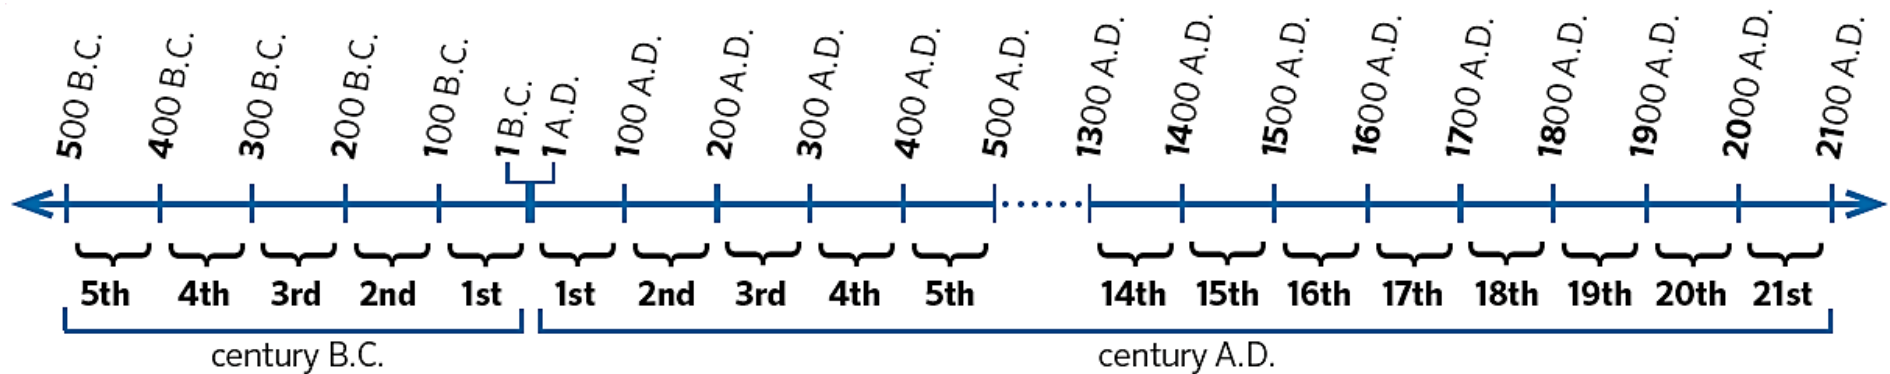 500 B.C. 400 B.C. 300 B.C. 200 B.C. 100 B.C. 1 B.C. 1 A.D. 100 A.D. 200 A.D. 300 A.D. 400 A.D. 500 A.D. 1300 A.D. 1400 A.D. 1500 A.D. 1600 A.D. 1700 A.D. 1800 A.D. 1900 A.D. 2000 A.D. 2100 A.D.
5th 4th 3rd 2nd 1st 1st 2nd 3rd 4th 5th 14th 15th 16th 17th 18th 19th 20th 21st
century B.C. century A.D.